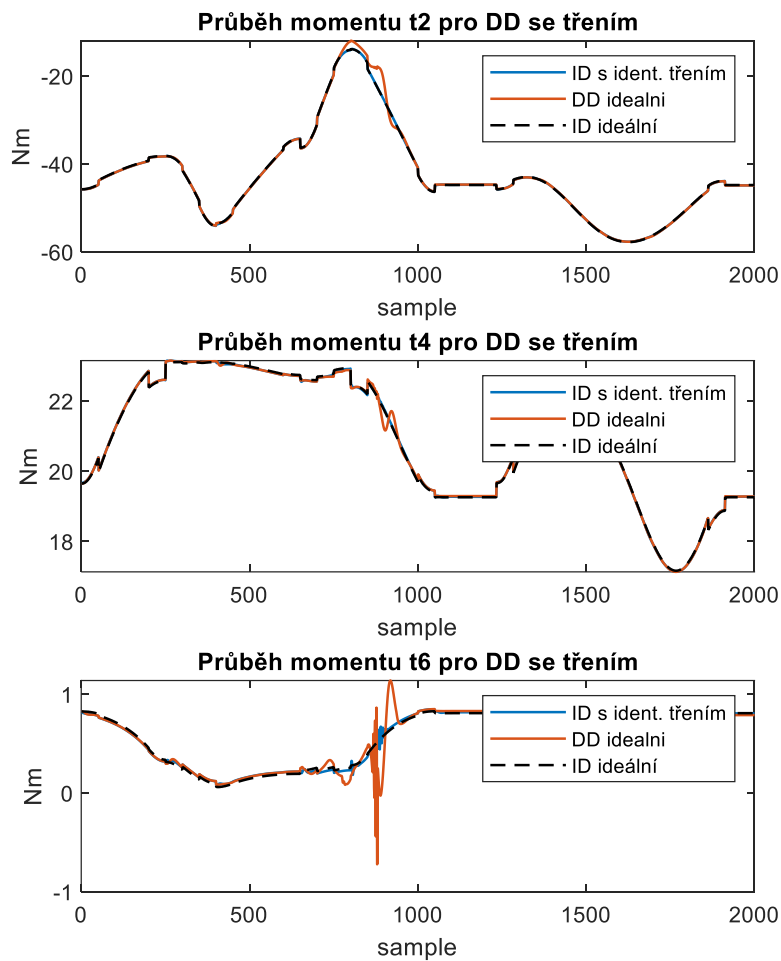 Průběh momentu t2 pro DD se třením
-20
-40
-60
Nm
ID s ident. třením
DD idealni
ID ideální
0 500 1000 1500 2000
sample
Průběh momentu t4 pro DD se třením
22
20
18
Nm
ID s ident. třením
DD idealni
ID ideální
0 500 1000 1500 2000
sample
Průběh momentu t6 pro DD se třením
1
0
-1
Nm
ID s ident. třením
DD idealni
ID ideální
0 500 1000 1500 2000
sample